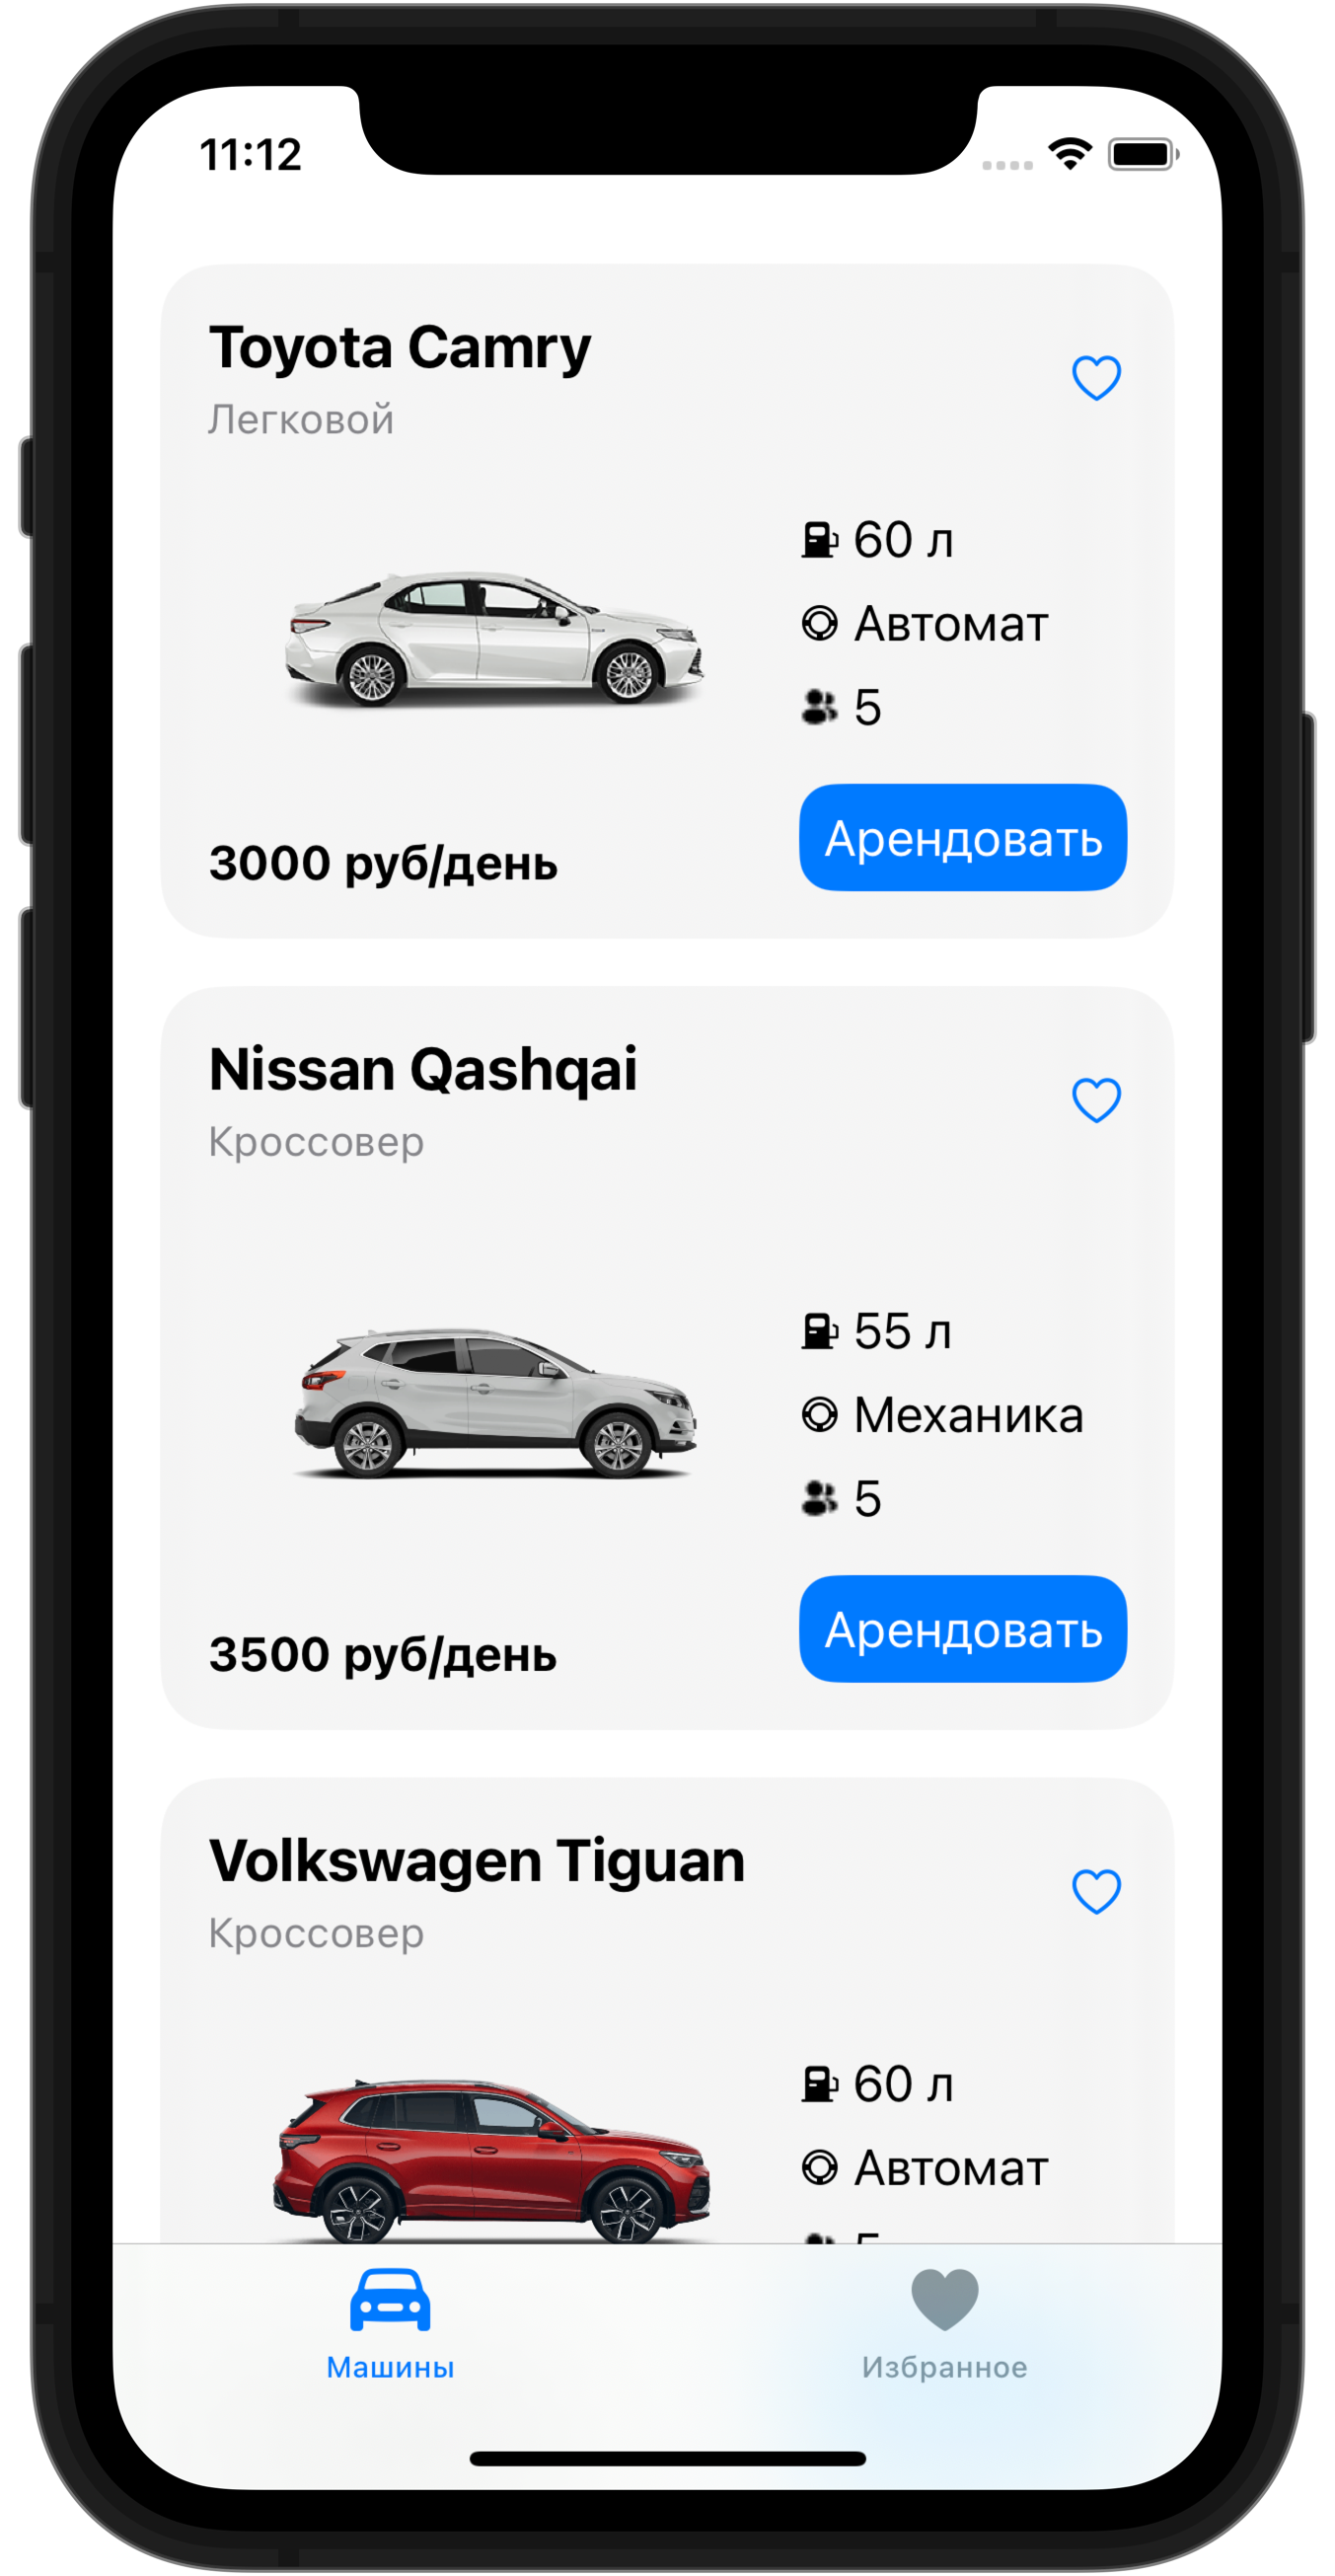 11:12
Toyota Camry
Легковой
60 л
Автомат
5
3000 руб/день
Арендовать
Nissan Qashqai
Кроссовер
55 л
Механика
5
3500 руб/день
Арендовать
Volkswagen Tiguan
Кроссовер
60 л
Автомат
Машины
Избранное